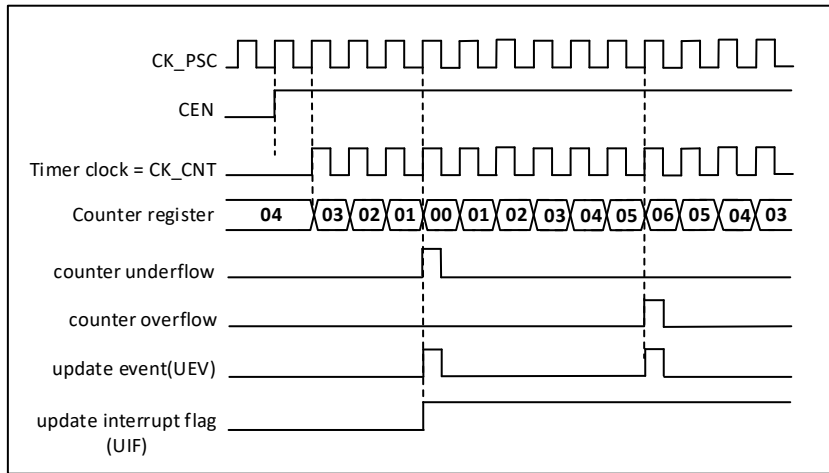 CK_PSC
CEN
Timer clock = CK_CNT
Counter register 04 03 02 01 00 01 02 03 04 05 06 05 04 03
counter underflow
counter overflow
update event(UEV)
update interrupt flag
(UIF)